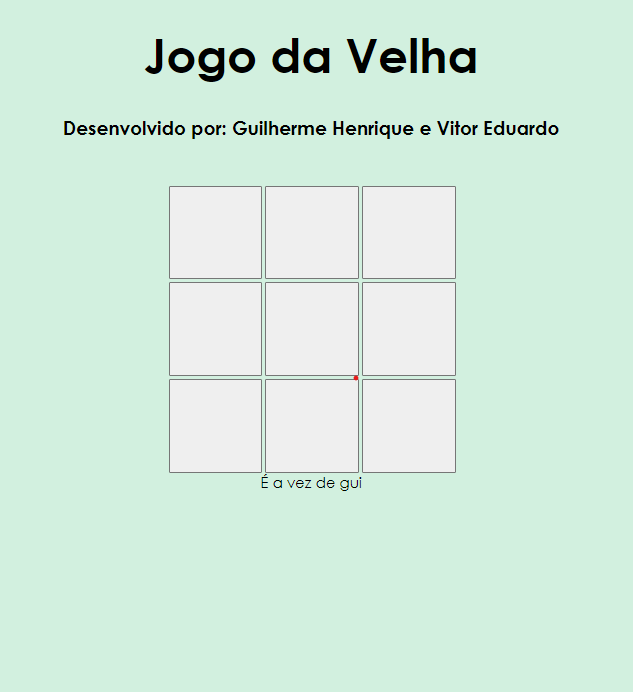 Jogo da Velha
Desenvolvido por: Guilherme Henrique e Vitor Eduardo
É a vez de gui